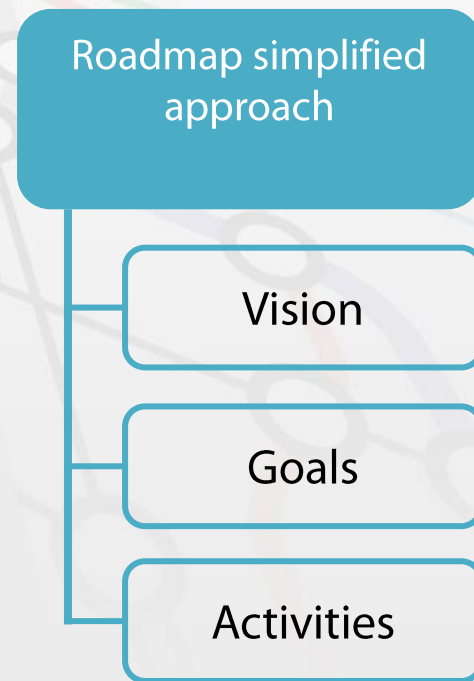 Roadmap simplified
approach
Vision
Goals
Activities